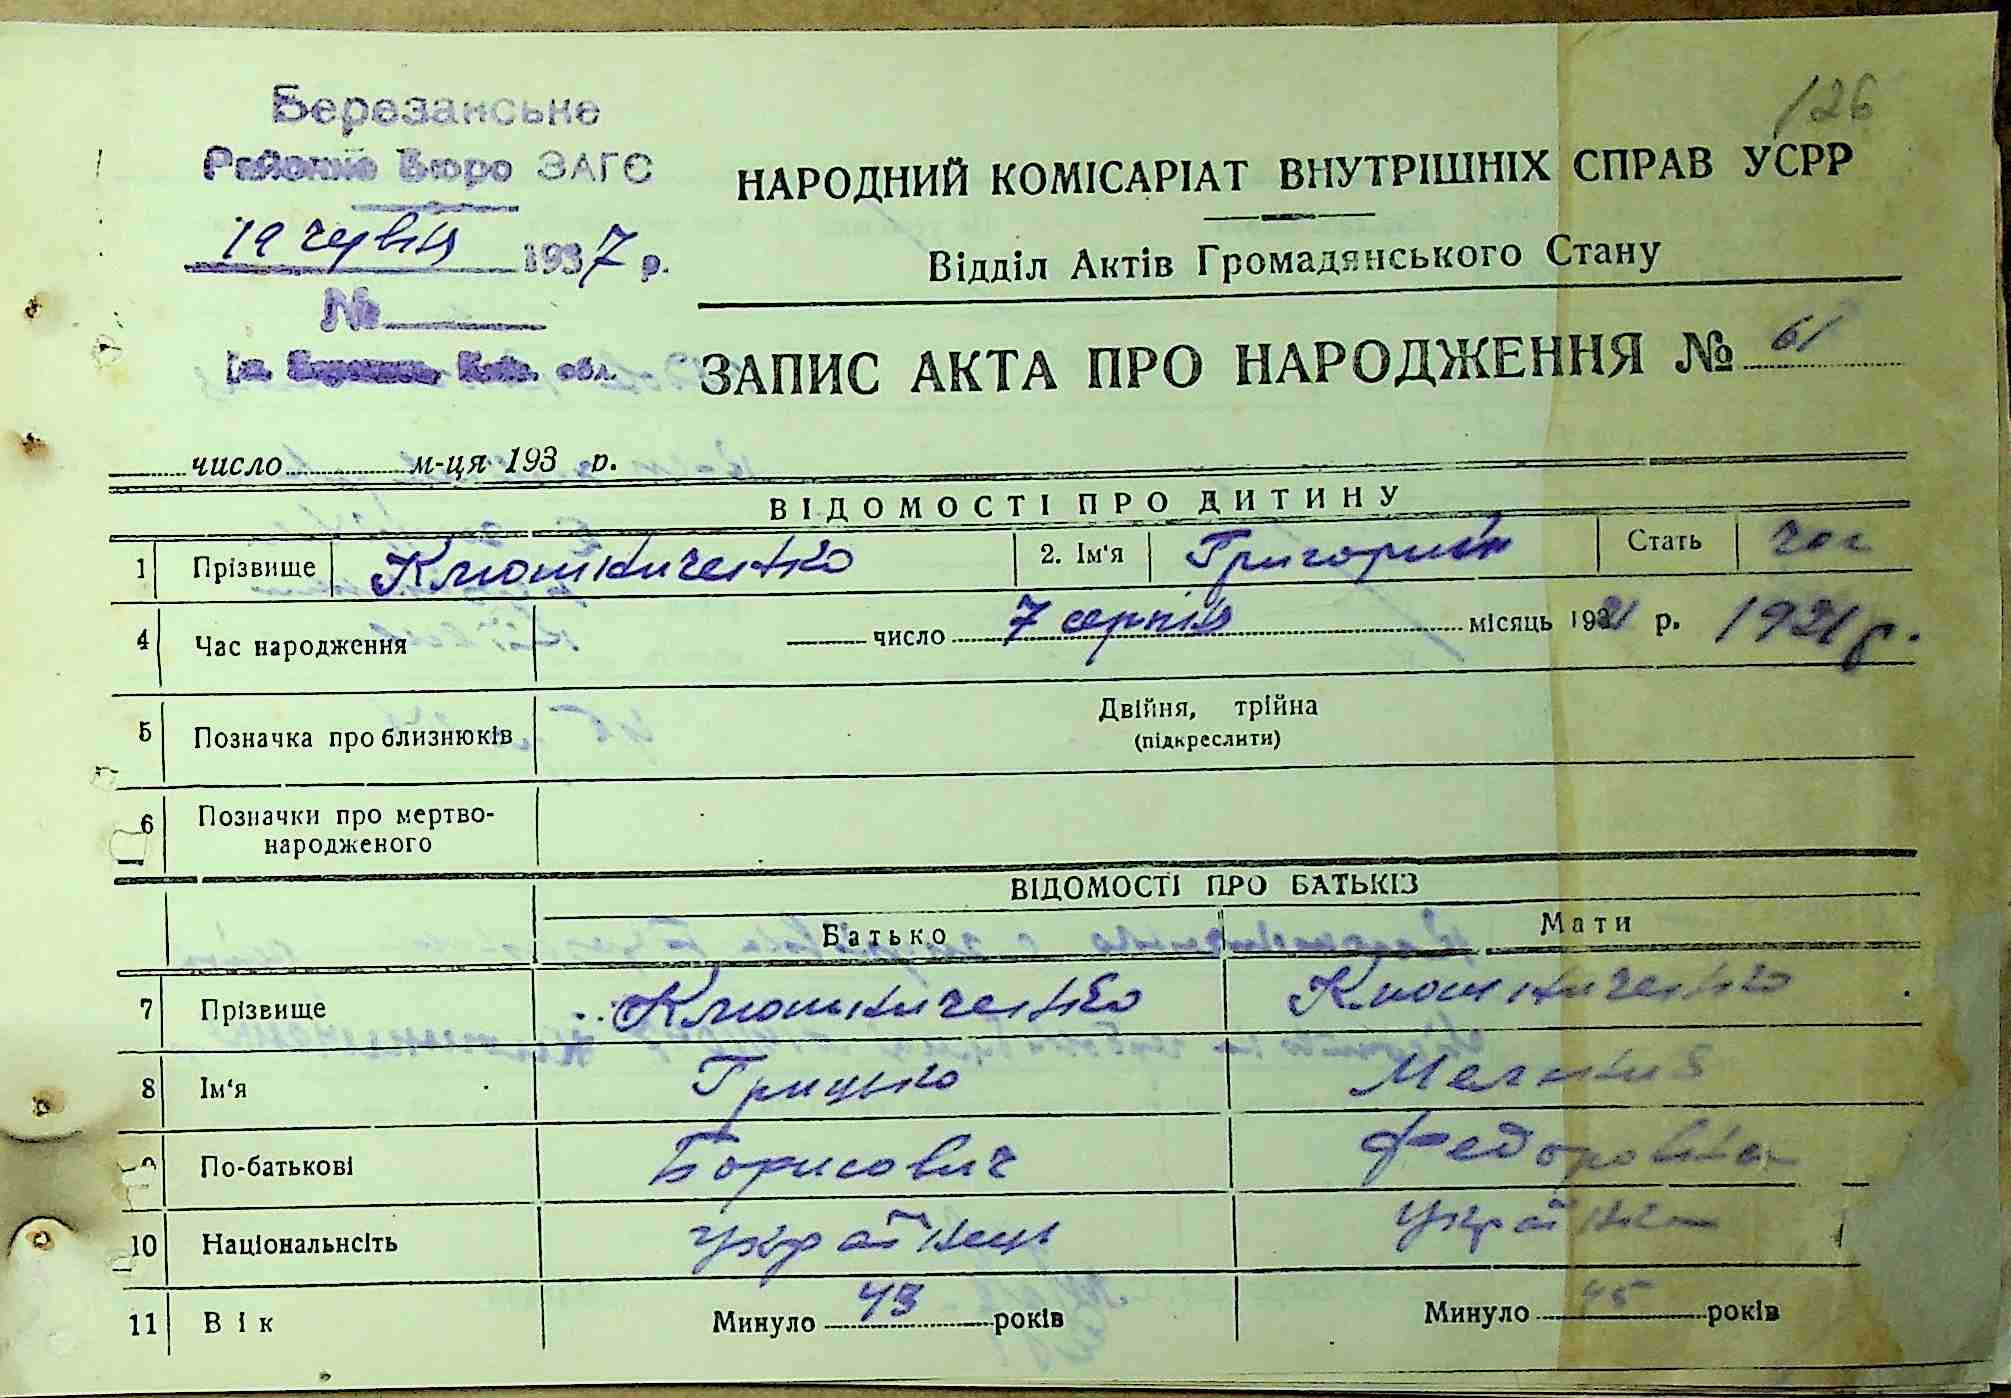 126
Березанське
Районне Бюро ЗАГС
19 червня 1937 р.
№
обл.
НАРОДНИЙ КОМІСАРІАТ ВНУТРІШНІХ СПРАВ УСРР
Відділ Актів Громадянського Стану
ЗАПИС АКТА ПРО НАРОДЖЕННЯ № 61
число м-ця 193 р.
ВІДОМОСТІ ПРО ДИТИНУ
1 Прізвище Клюшниченко 2. Ім'я Григорий Стать чол
4 Час народження число 7 серпня місяць 1921 р. 1921 р.
5 Позначка про близнюків Двійня, трійна
(підкреслити)
6 Позначки про мертво-
народженого
ВІДОМОСТІ ПРО БАТЬКІВ
Батько Мати
7 Прізвище Клюшниченко Клюшниченко
8 Ім'я Грицько Мелания
9 По-батькові Борисович Федоровна
10 Національнсіть українець українка
11 Вік Минуло 43 років Минуло 45 років